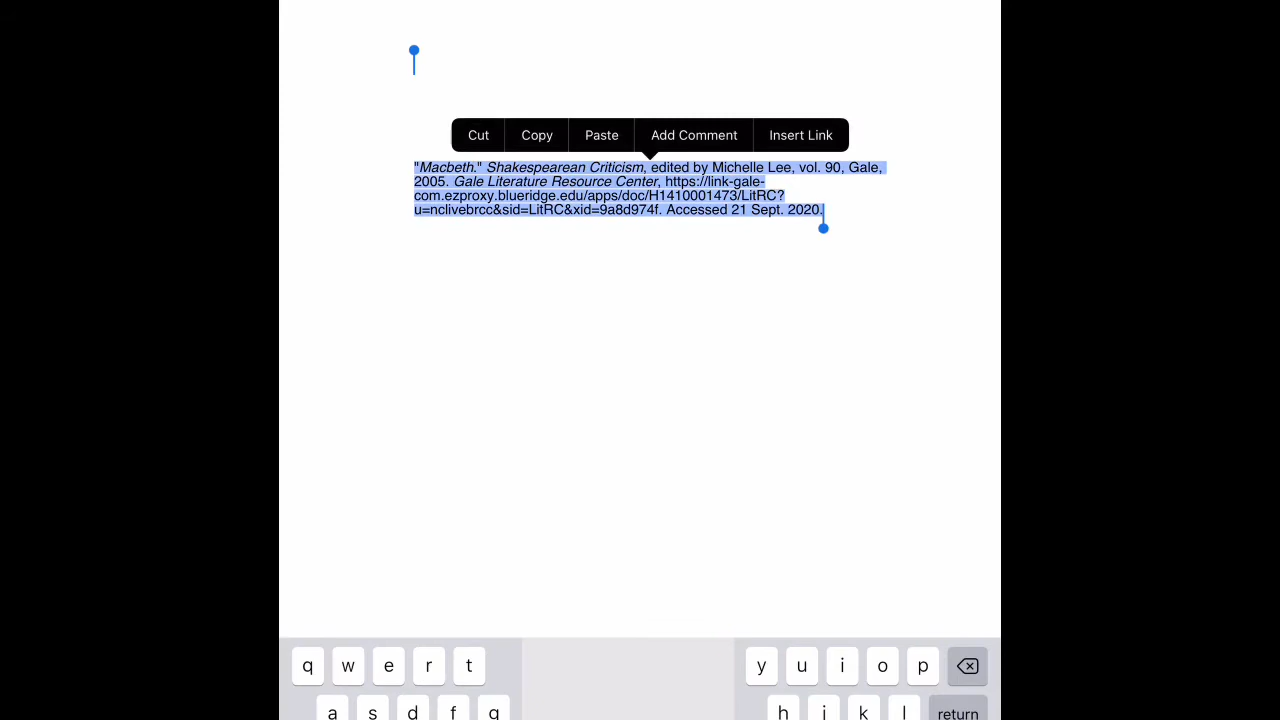 Cut Copy Paste Add Comment Insert Link
"Macbeth." Shakespearean Criticism, edited by Michelle Lee, vol. 90, Gale,
2005. Gale Literature Resource Center, https://link-gale-
com.ezproxy.blueridge.edu/apps/doc/H1410001473/LitRC?
u=nclivebrcc&sid=LitRC&xid=9a8d974f. Accessed 21 Sept. 2020.
q w e r t y u i o p
a s d f g h j k l return